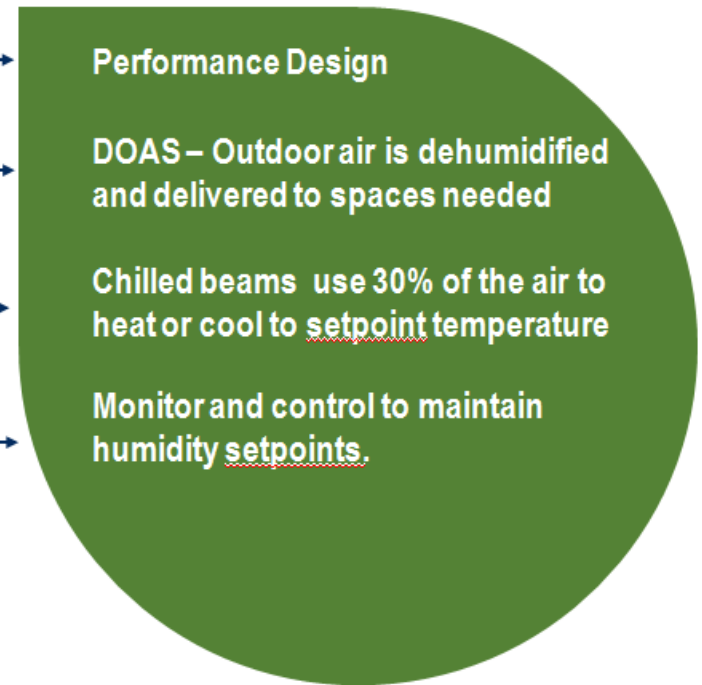 Performance Design
DOAS – Outdoor air is dehumidified
and delivered to spaces needed
Chilled beams  use 30% of the air to
heat or cool to setpoint temperature
Monitor and control to maintain
humidity setpoints.